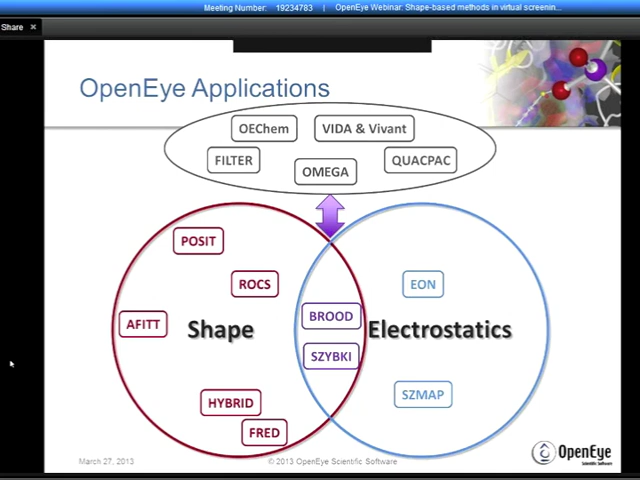 Meeting Number: 19234783 | OpenEye Webinar: Shape-based methods in virtual screenin...
Share ×
OpenEye Applications
OEChem VIDA & Vivant
FILTER OMEGA QUACPAC
POSIT
ROCS EON
AFITT Shape BROOD Electrostatics
SZYBKI
HYBRID SZMAP
FRED
March 27, 2013 © 2013 OpenEye Scientific Software
OpenEye
Scientific Software